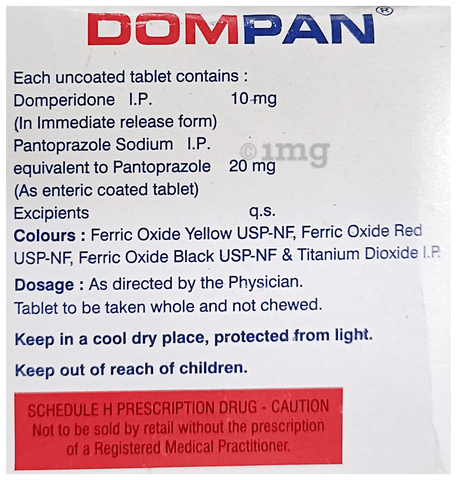 DOMPAN®
Each uncoated tablet contains :
Domperidone I.P. 10 mg
(In Immediate release form)
Pantoprazole Sodium I.P.
equivalent to Pantoprazole 20 mg
(As enteric coated tablet)
Excipients q.s.
Colours : Ferric Oxide Yellow USP-NF, Ferric Oxide Red
USP-NF, Ferric Oxide Black USP-NF & Titanium Dioxide I.P.
Dosage : As directed by the Physician.
Tablet to be taken whole and not chewed.
Keep in a cool dry place, protected from light.
Keep out of reach of children.
SCHEDULE H PRESCRIPTION DRUG - CAUTION
Not to be sold by retail without the prescription
of a Registered Medical Practitioner.
©1mg